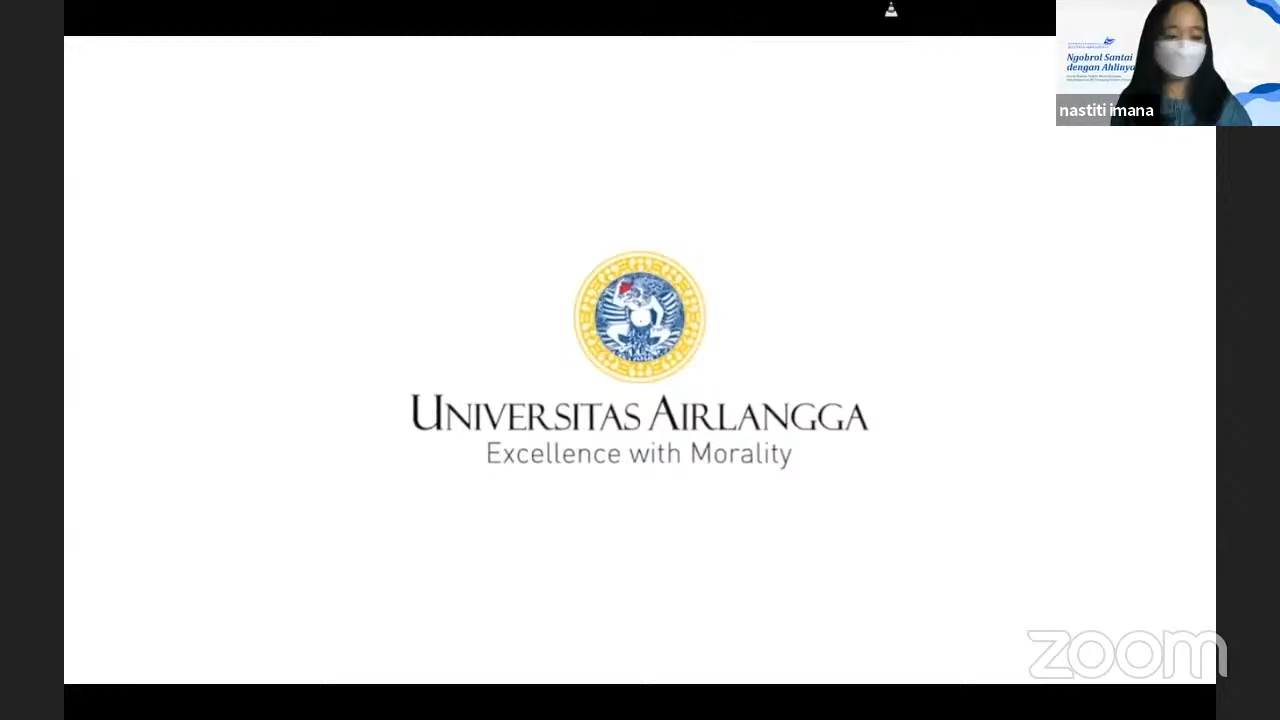 Ngobrol Santai
dengan Ahlinya
nastiti imana
UNIVERSITAS AIRLANGGA
Excellence with Morality
zoom